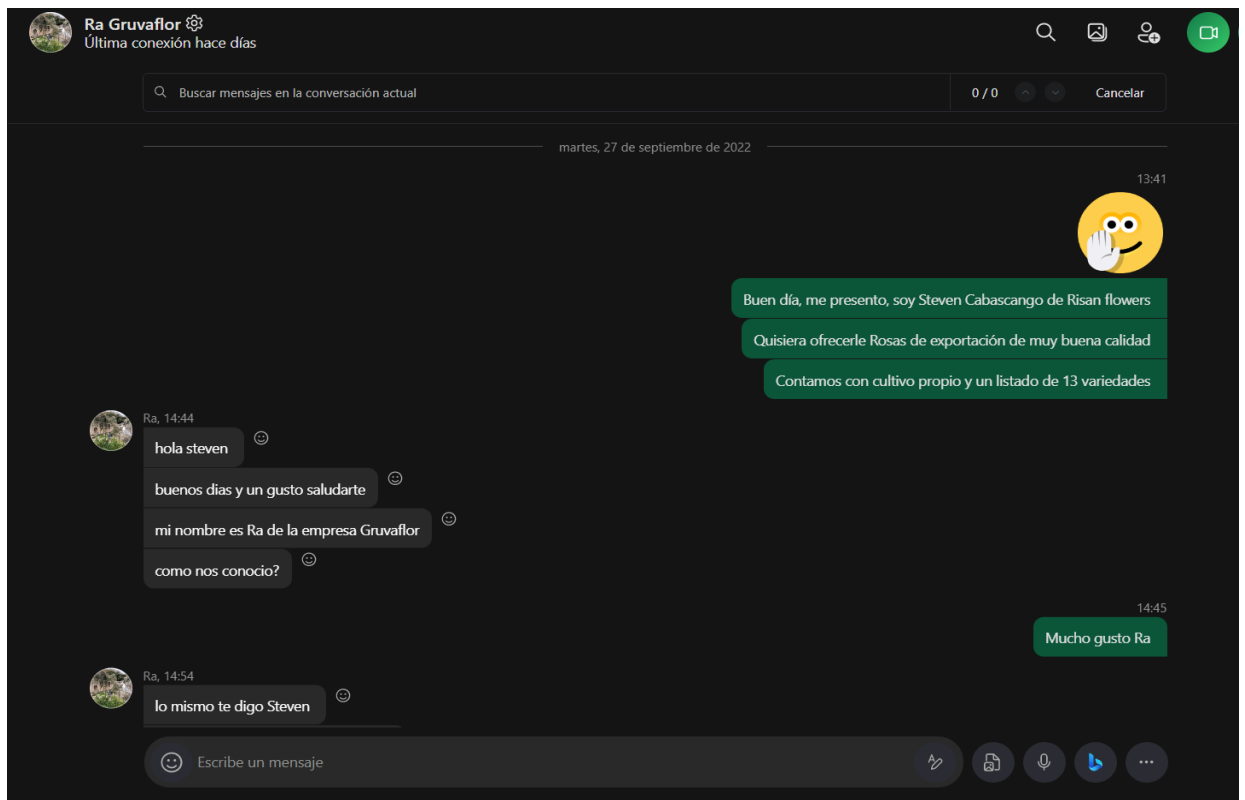 Ra Gruvaflor
Última conexión hace días
Buscar mensajes en la conversación actual
0 / 0
Cancelar
martes, 27 de septiembre de 2022
13:41
Buen día, me presento, soy Steven Cabascango de Risan flowers
Quisiera ofrecerle Rosas de exportación de muy buena calidad
Contamos con cultivo propio y un listado de 13 variedades
Ra, 14:44
hola steven
buenos dias y un gusto saludarte
mi nombre es Ra de la empresa Gruvaflor
como nos conocio?
14:45
Mucho gusto Ra
Ra, 14:54
lo mismo te digo Steven
Escribe un mensaje